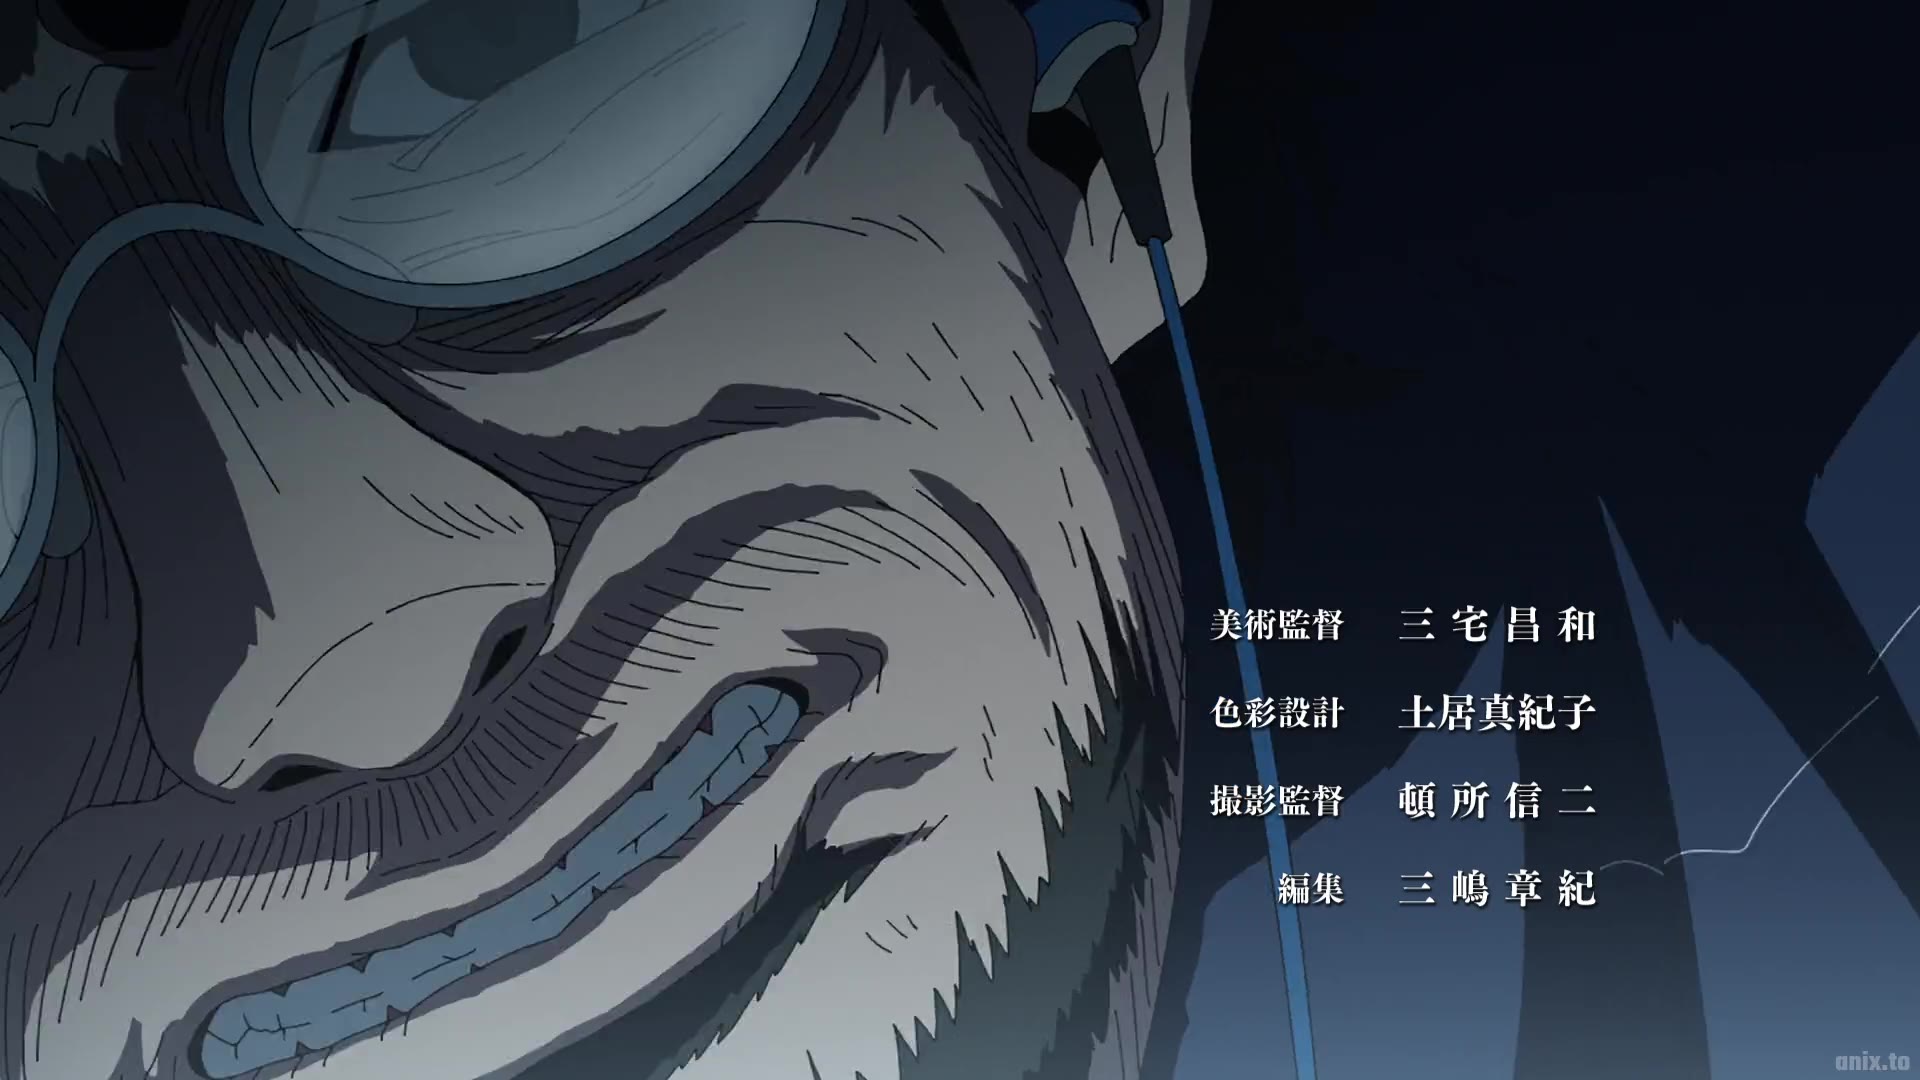 美術監督 三宅昌和
色彩設計 土居真紀子
撮影監督 頓所信二
編集 三嶋章紀
anix.to